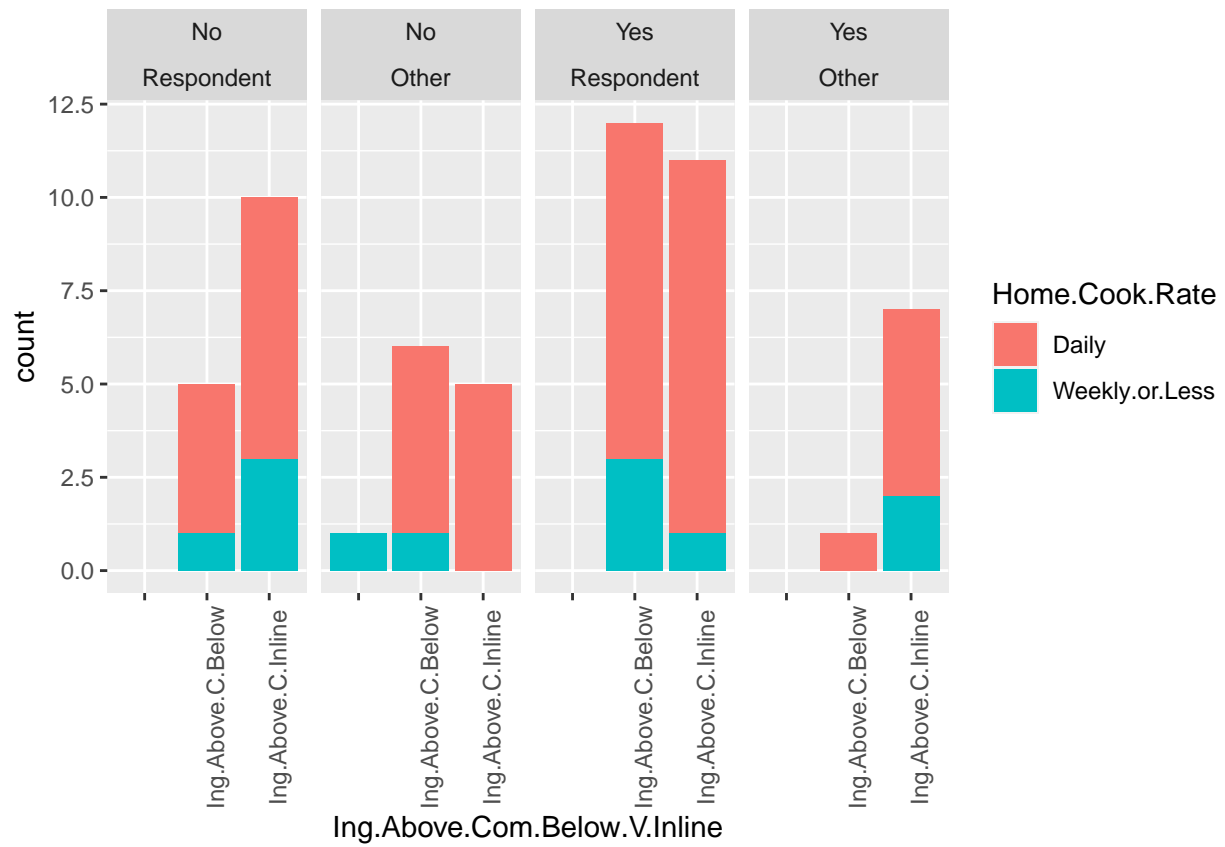 No No Yes Yes
Respondent Other Respondent Other
12.5
10.0
7.5
5.0
2.5
0.0
count
Ing.Above.C.Below
Ing.Above.C.Inline
Ing.Above.C.Below
Ing.Above.C.Inline
Ing.Above.C.Below
Ing.Above.C.Inline
Ing.Above.C.Below
Ing.Above.C.Inline
Ing.Above.Com.Below.V.Inline
Home.Cook.Rate
Daily
Weekly.or.Less